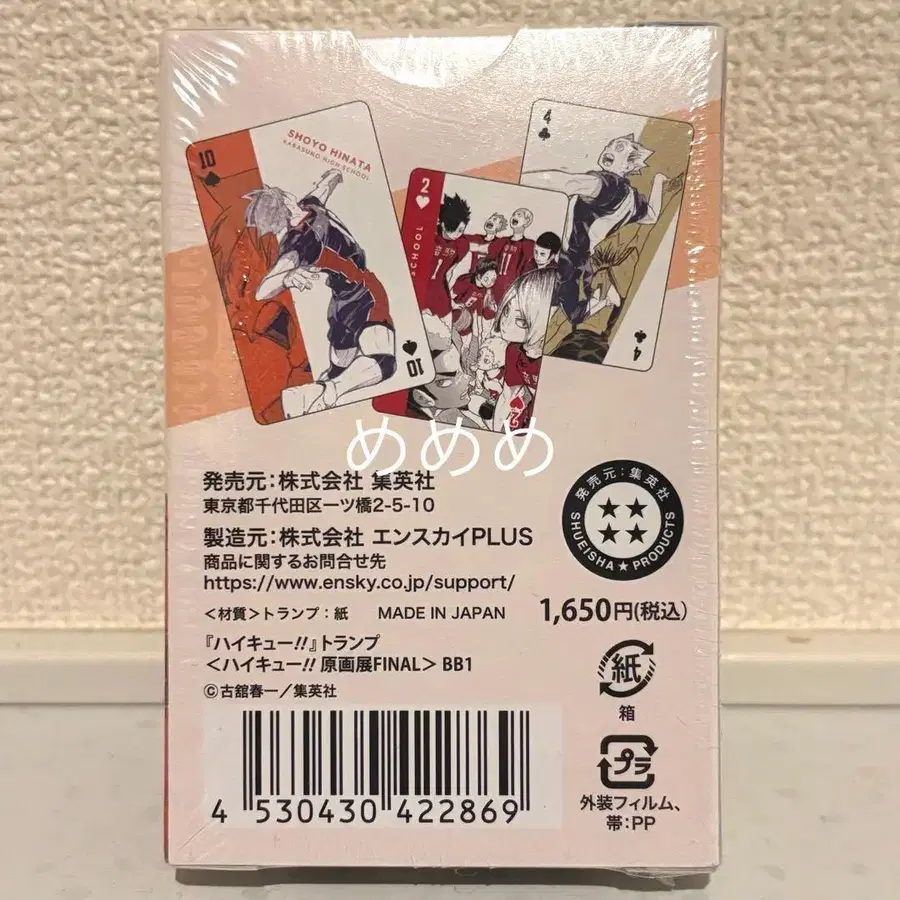 10
SHOYO HINATA
KARASUNO HIGH SCHOOL
10
2
SCHOOL
1
11
2
4
4
めめめ
発売元:株式会社 集英社
東京都千代田区一ツ橋2-5-10
製造元:株式会社 エンスカイPLUS
商品に関するお問合せ先
https://www.ensky.co.jp/support/
<材質>トランプ:紙 MADE IN JAPAN
1,650円(税込)
『ハイキュー!!』トランプ
<ハイキュー!! 原画展FINAL> BB1
©古舘春一/集英社
発売元:集英社
SHUEISHA★PRODUCTS
紙
箱
プラ
外装フィルム、
帯:PP
4 530430 422869